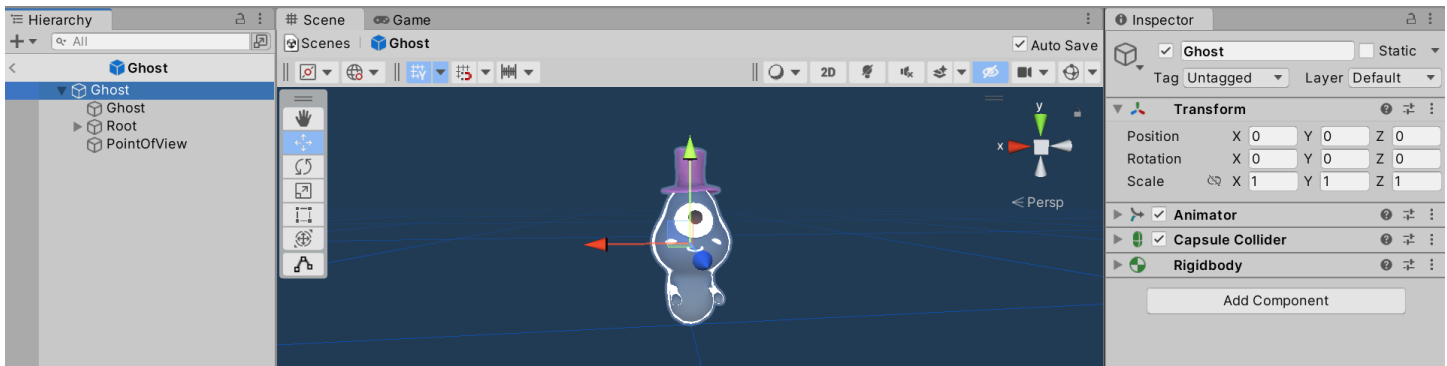 Hierarchy
Scene
Game
Inspector
All
Scenes
Ghost
Auto Save
Ghost
Static
Ghost
2D
Tag Untagged
Layer Default
Ghost
Ghost
Root
PointOfView
y
x
Persp
Transform
Position X 0 Y 0 Z 0
Rotation X 0 Y 0 Z 0
Scale X 1 Y 1 Z 1
Animator
Capsule Collider
Rigidbody
Add Component